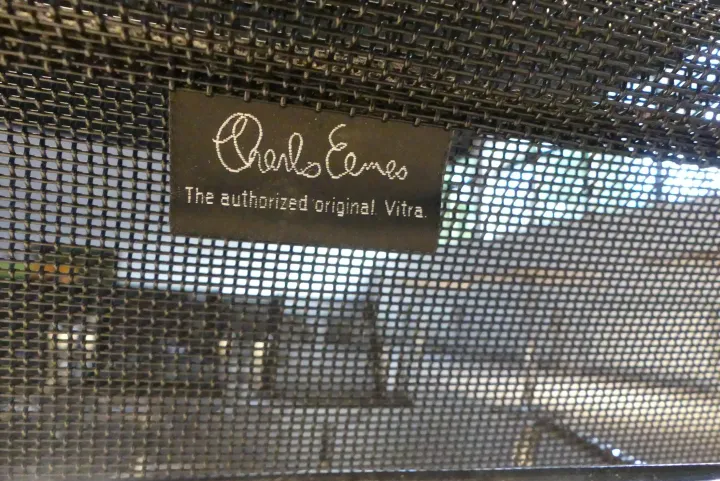 Charles Eames
The authorized original. Vitra.